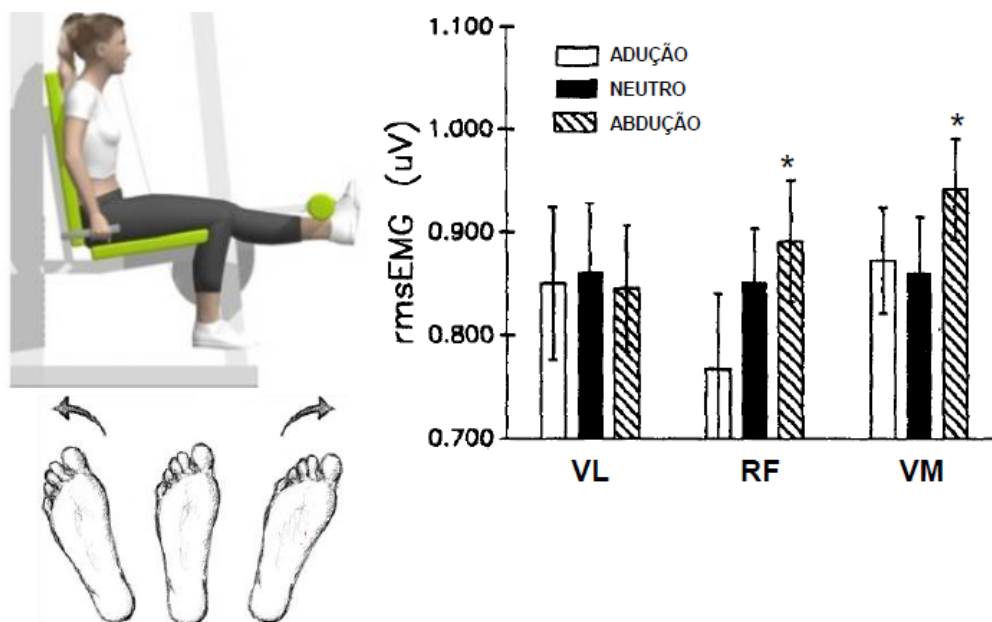 1.100
1.000
0.900
0.800
0.700
rmsEMG (uV)
ADUÇÃO
NEUTRO
ABDUÇÃO
*
*
VL
RF
VM